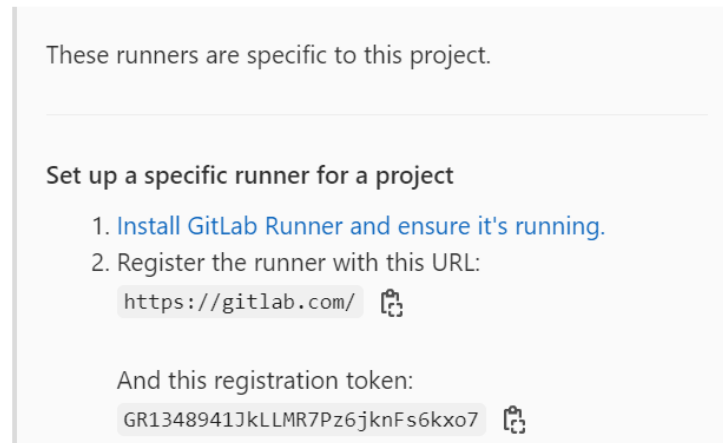 These runners are specific to this project.
Set up a specific runner for a project
1. Install GitLab Runner and ensure it's running.
2. Register the runner with this URL:
https://gitlab.com/
And this registration token:
GR1348941JkLLMR7Pz6jknFs6kxo7